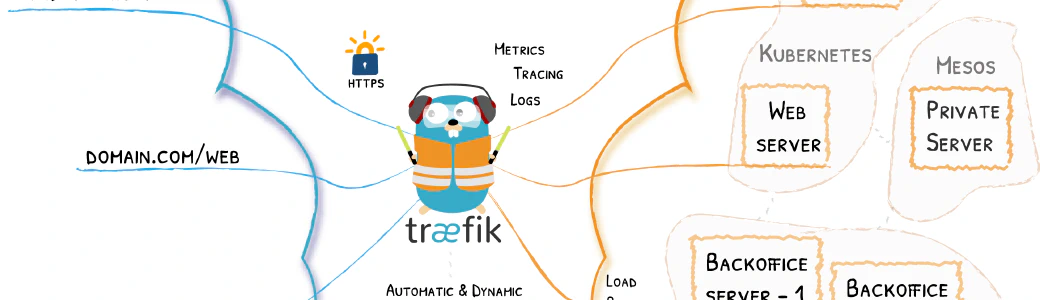 METRICS
TRACING
LOGS
HTTPS
KUBERNETES
MESOS
WEB
SERVER
PRIVATE
SERVER
DOMAIN.COM/WEB
træfik
BACKOFFICE
SERVER - 1
BACKOFFICE
AUTOMATIC & DYNAMIC
LOAD